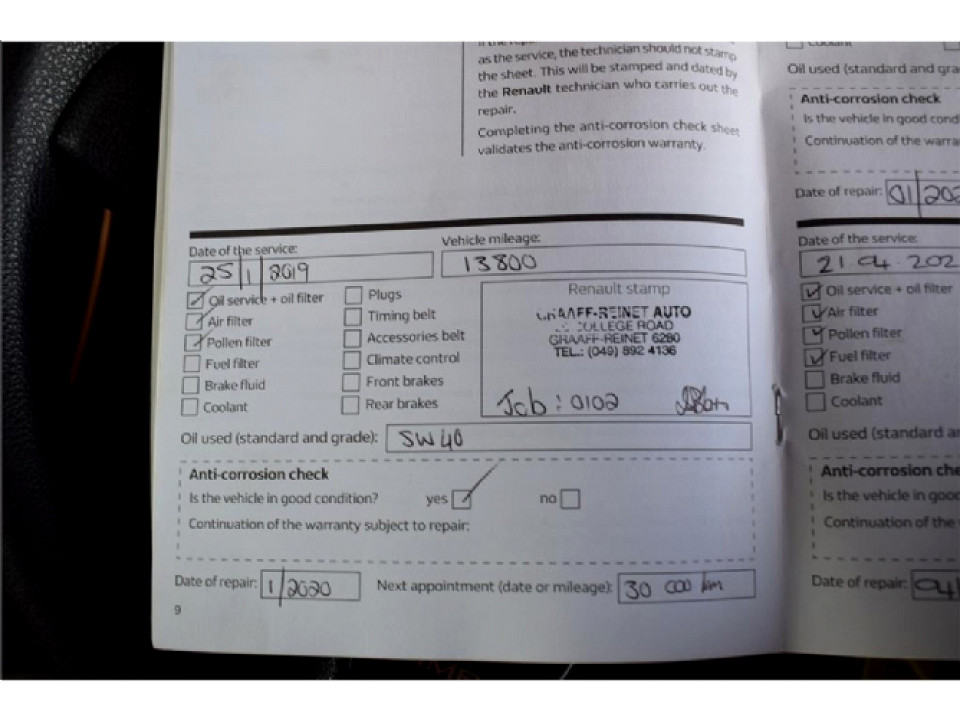 as the service, the technician should not stamp
the sheet. This will be stamped and dated by
the Renault technician who carries out the
repair.
Completing the anti-corrosion check sheet
validates the anti-corrosion warranty.
Date of the service:
25/1/2019
Vehicle mileage:
13800
Oil service + oil filter
Air filter
Pollen filter
Fuel filter
Brake fluid
Coolant
Plugs
Timing belt
Accessories belt
Climate control
Front brakes
Rear brakes
Renault stamp
GRAAFF-REINET AUTO
COLLEGE ROAD
GRAAFF-REINET 6280
TEL.: (049) 892 4136
Job: 0102
Oil used (standard and grade):
5W40
Anti-corrosion check
Is the vehicle in good condition?
yes
no
Continuation of the warranty subject to repair:
Date of repair:
1/2020
Next appointment (date or mileage):
30 000 km
9
Coolant
Oil used (standard and
Anti-corrosion check
Is the vehicle in good
Continuation of the
Date of repair:
01/202
Date of the service:
21.04.202
Oil service + oil filter
Air filter
Pollen filter
Fuel filter
Brake fluid
Coolant
Oil used (standard
Anti-corrosion
Is the vehicle in good
Continuation of the
Date of repair:
04/